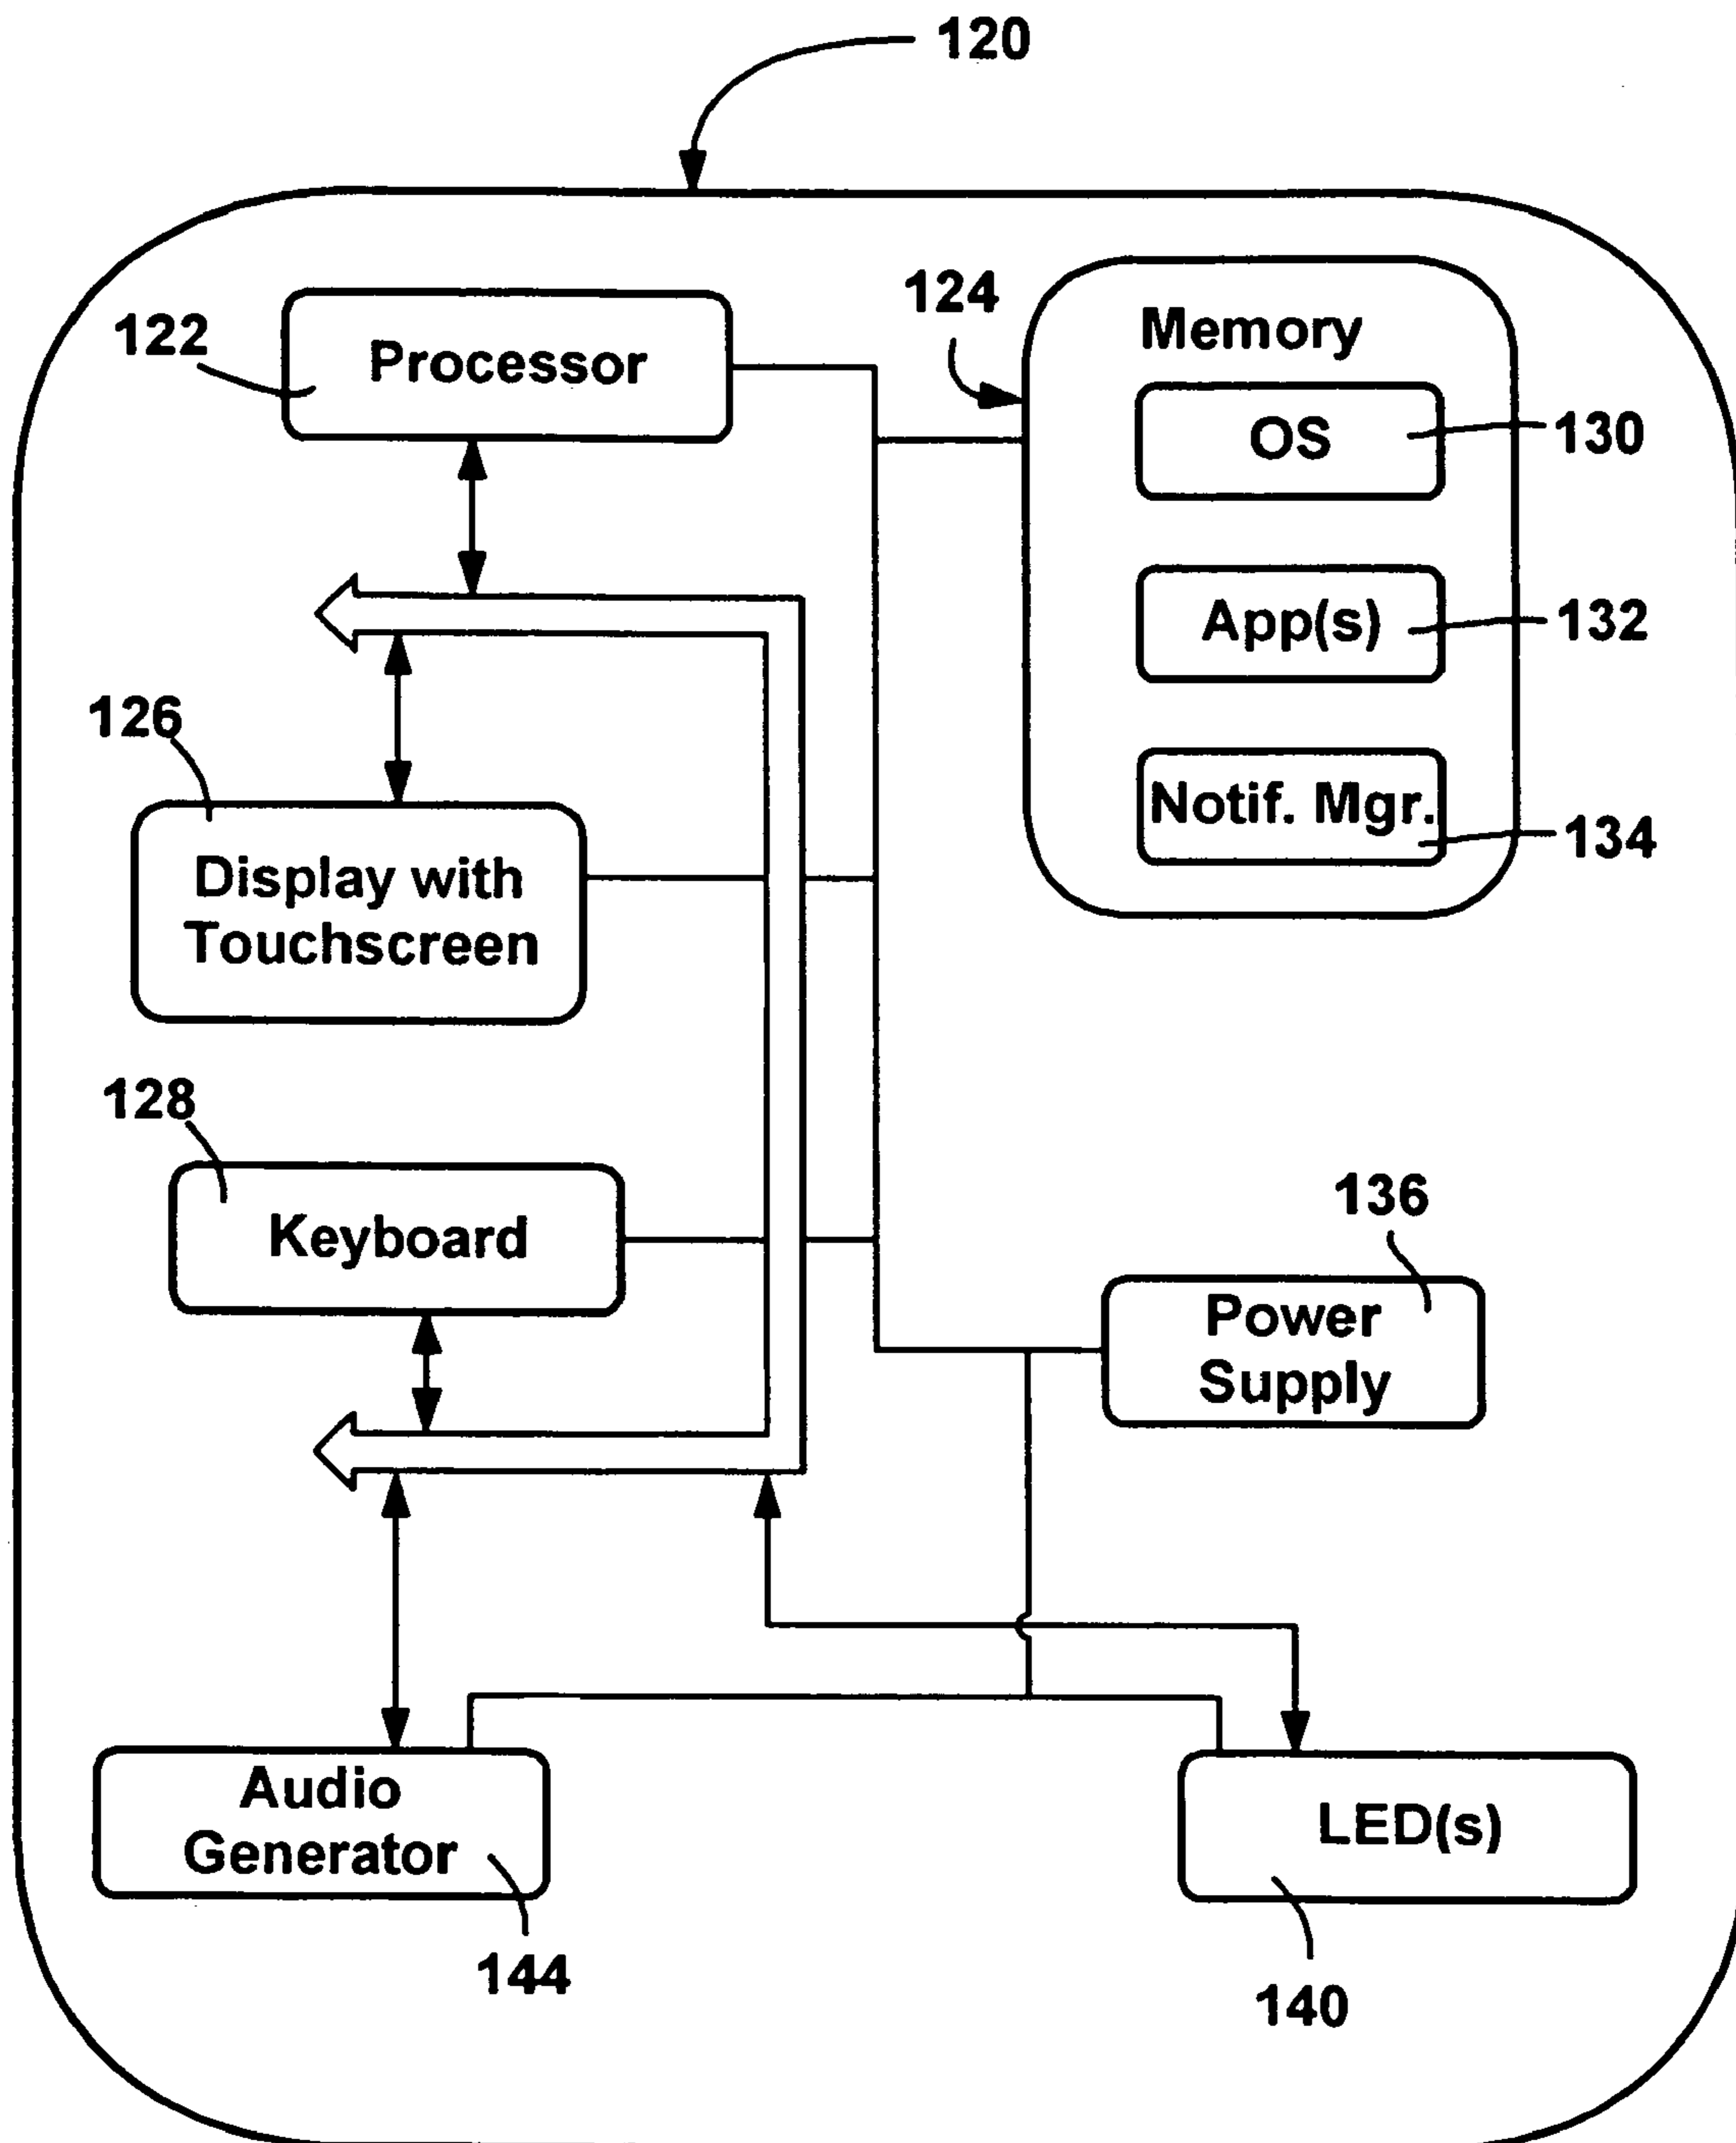 120
124
Memory
122
Processor
OS
130
App(s)
132
126
Notif. Mgr.
134
Display with
Touchscreen
128
136
Keyboard
Power
Supply
Audio
Generator
LED(s)
144
140